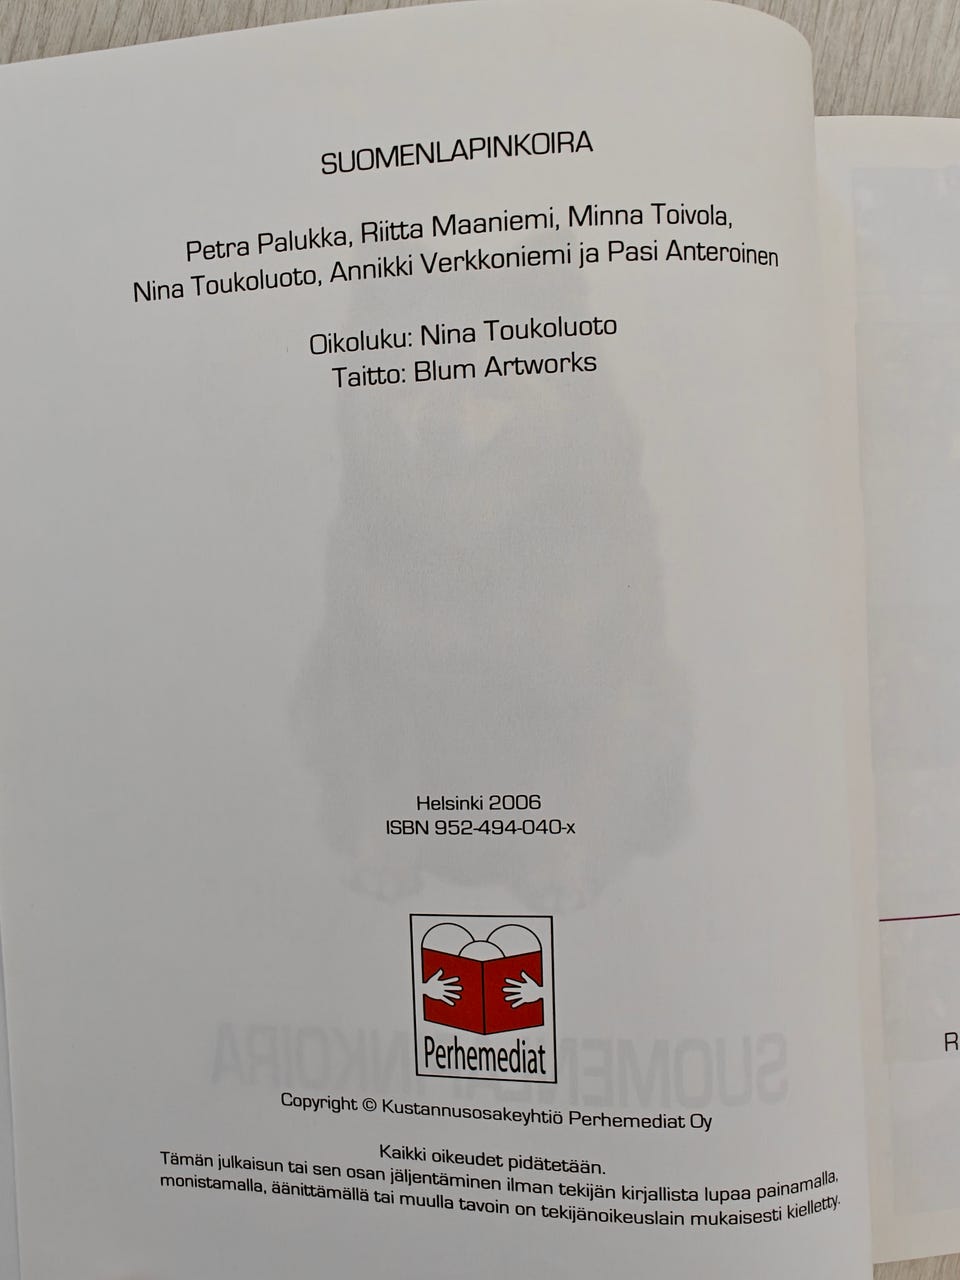 SUOMENLAPINKOIRA
Petra Palukka, Riitta Maaniemi, Minna Toivola,
Nina Toukoluoto, Annikki Verkkoniemi ja Pasi Anteroinen
Oikoluku: Nina Toukoluoto
Taitto: Blum Artworks
Helsinki 2006
ISBN 952-494-040-x
Perhemediat
Copyright © Kustannusosakeyhtiö Perhemediat Oy
Kaikki oikeudet pidätetään.
Tämän julkaisun tai sen osan jäljentäminen ilman tekijän kirjallista lupaa painamalla,
monistamalla, äänittämällä tai muulla tavoin on tekijänoikeuslain mukaisesti kielletty.
SUOMENLAPINKOIRA
R